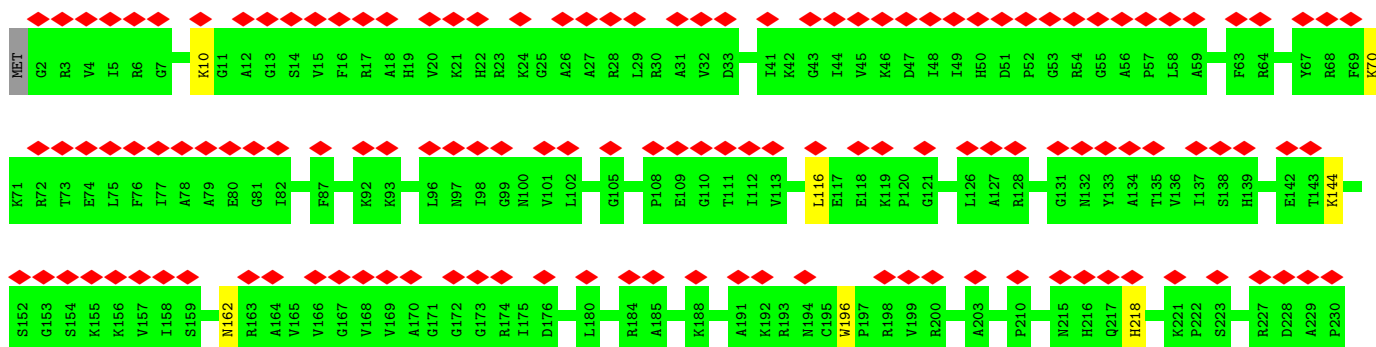 MET G2 R3 V4 I5 R6 G7 K10 G11 A12 G13 S14 V15 F16 R17 A18 H19 V20 K21 H22 R23 K24 G25 A26 A27 R28 L29 R30 A31 V32 D33 I41 K42 G43 I44 V45 K46 D47 I48 I49 H50 D51 P52 G53 R54 G55 A56 P57 L58 A59 F63 R64 Y67 R68 F69 K70
K71 R72 T73 E74 L75 F76 I77 A78 A79 E80 G81 I82 F87 K92 K93 L96 N97 I98 G99 N100 V101 L102 G105 P108 E109 G110 T111 I112 V113 L116 E117 E118 K119 P120 G121 L126 A127 R128 G131 N132 Y133 A134 T135 V136 I137 S138 H139 E142 T143 K144
S152 G153 S154 K155 K156 V157 I158 S159 N162 R163 A164 V165 V166 G167 V168 V169 A170 G171 G172 G173 R174 I175 D176 L180 R184 A185 K188 A191 K192 R193 N194 C195 W196 P197 R198 V199 R200 A203 P210 N215 H216 Q217 H218 K221 P222 S223 R227 D228 A229 P230